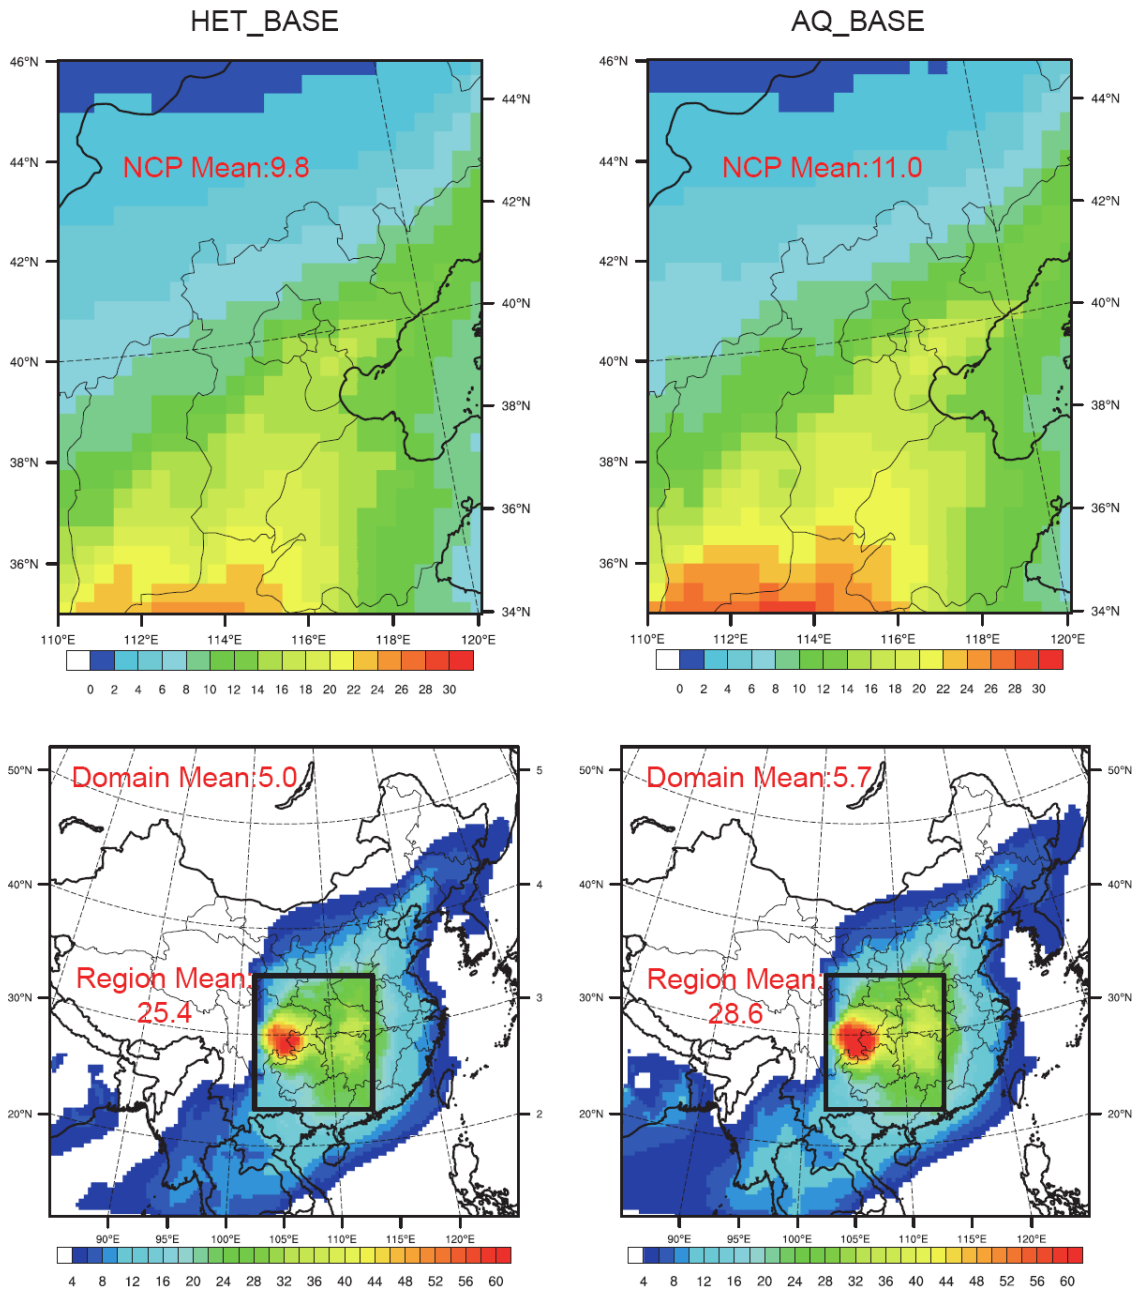 HET_BASE AQ_BASE
46°N 46°N
44°N 44°N
44°N NCP Mean:9.8 44°N NCP Mean:11.0
42°N 42°N
42°N 42°N
40°N 40°N
40°N 40°N
38°N 38°N
38°N 38°N
36°N 36°N
36°N 36°N
34°N 34°N
110°E 112°E 114°E 116°E 118°E 120°E 110°E 112°E 114°E 116°E 118°E 120°E
0 2 4 6 8 10 12 14 16 18 20 22 24 26 28 30 0 2 4 6 8 10 12 14 16 18 20 22 24 26 28 30
50°N Domain Mean:5.0 5 50°N Domain Mean:5.7 50°N
40°N 4 40°N 40°N
Region Mean: Region Mean:
30°N 25.4 3 30°N 28.6 30°N
20°N 2 20°N 20°N
90°E 95°E 100°E 105°E 110°E 115°E 120°E 90°E 95°E 100°E 105°E 110°E 115°E 120°E
4 8 12 16 20 24 28 32 36 40 44 48 52 56 60 4 8 12 16 20 24 28 32 36 40 44 48 52 56 60